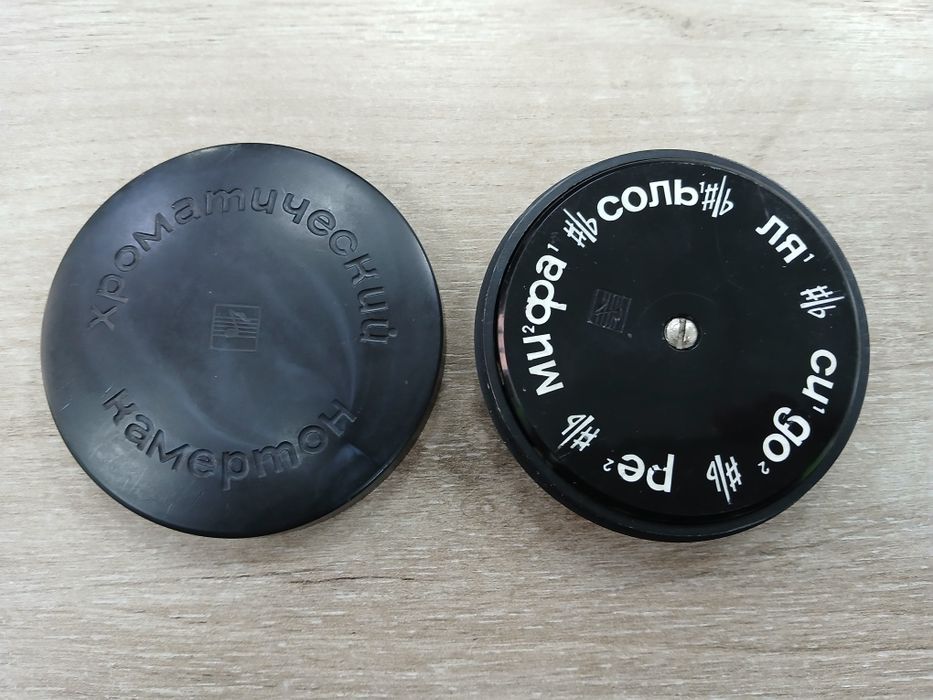 хроматический
камертон
фа¹ #/b соль¹ #/b ля¹ #/b си¹ до² #/b ре² #/b ми²